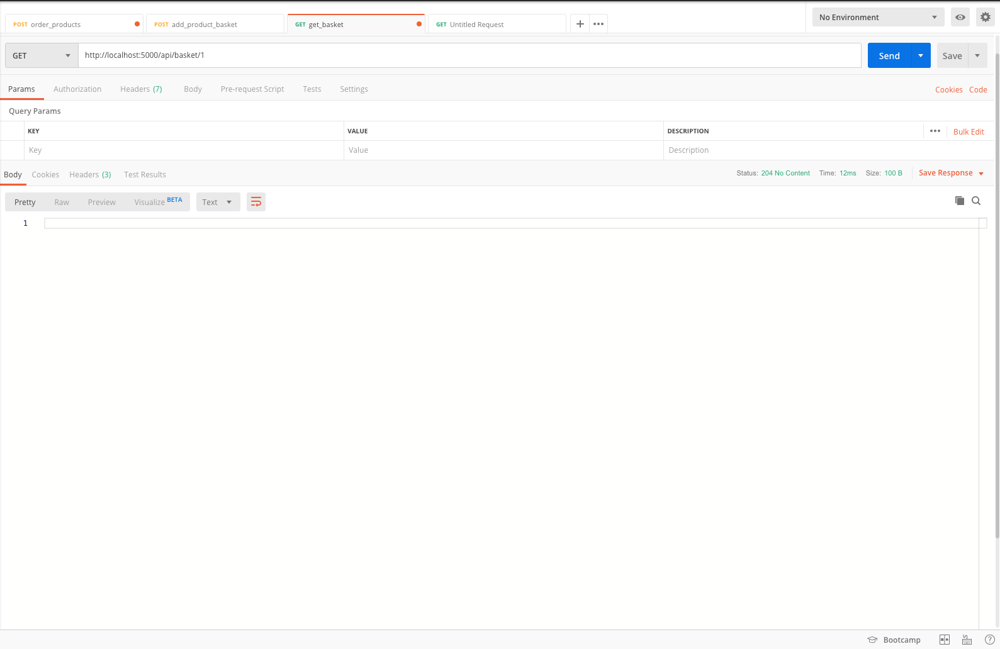 POST order_products POST add_product_basket GET get_basket GET Untitled Request No Environment
GET http://localhost:5000/api/basket/1 Send Save
Params Authorization Headers (7) Body Pre-request Script Tests Settings Cookies Code
Query Params
KEY VALUE DESCRIPTION Bulk Edit
Key Value Description
Body Cookies Headers (3) Test Results Status: 204 No Content Time: 12ms Size: 100 B Save Response
Pretty Raw Preview Visualize BETA Text
1
Bootcamp